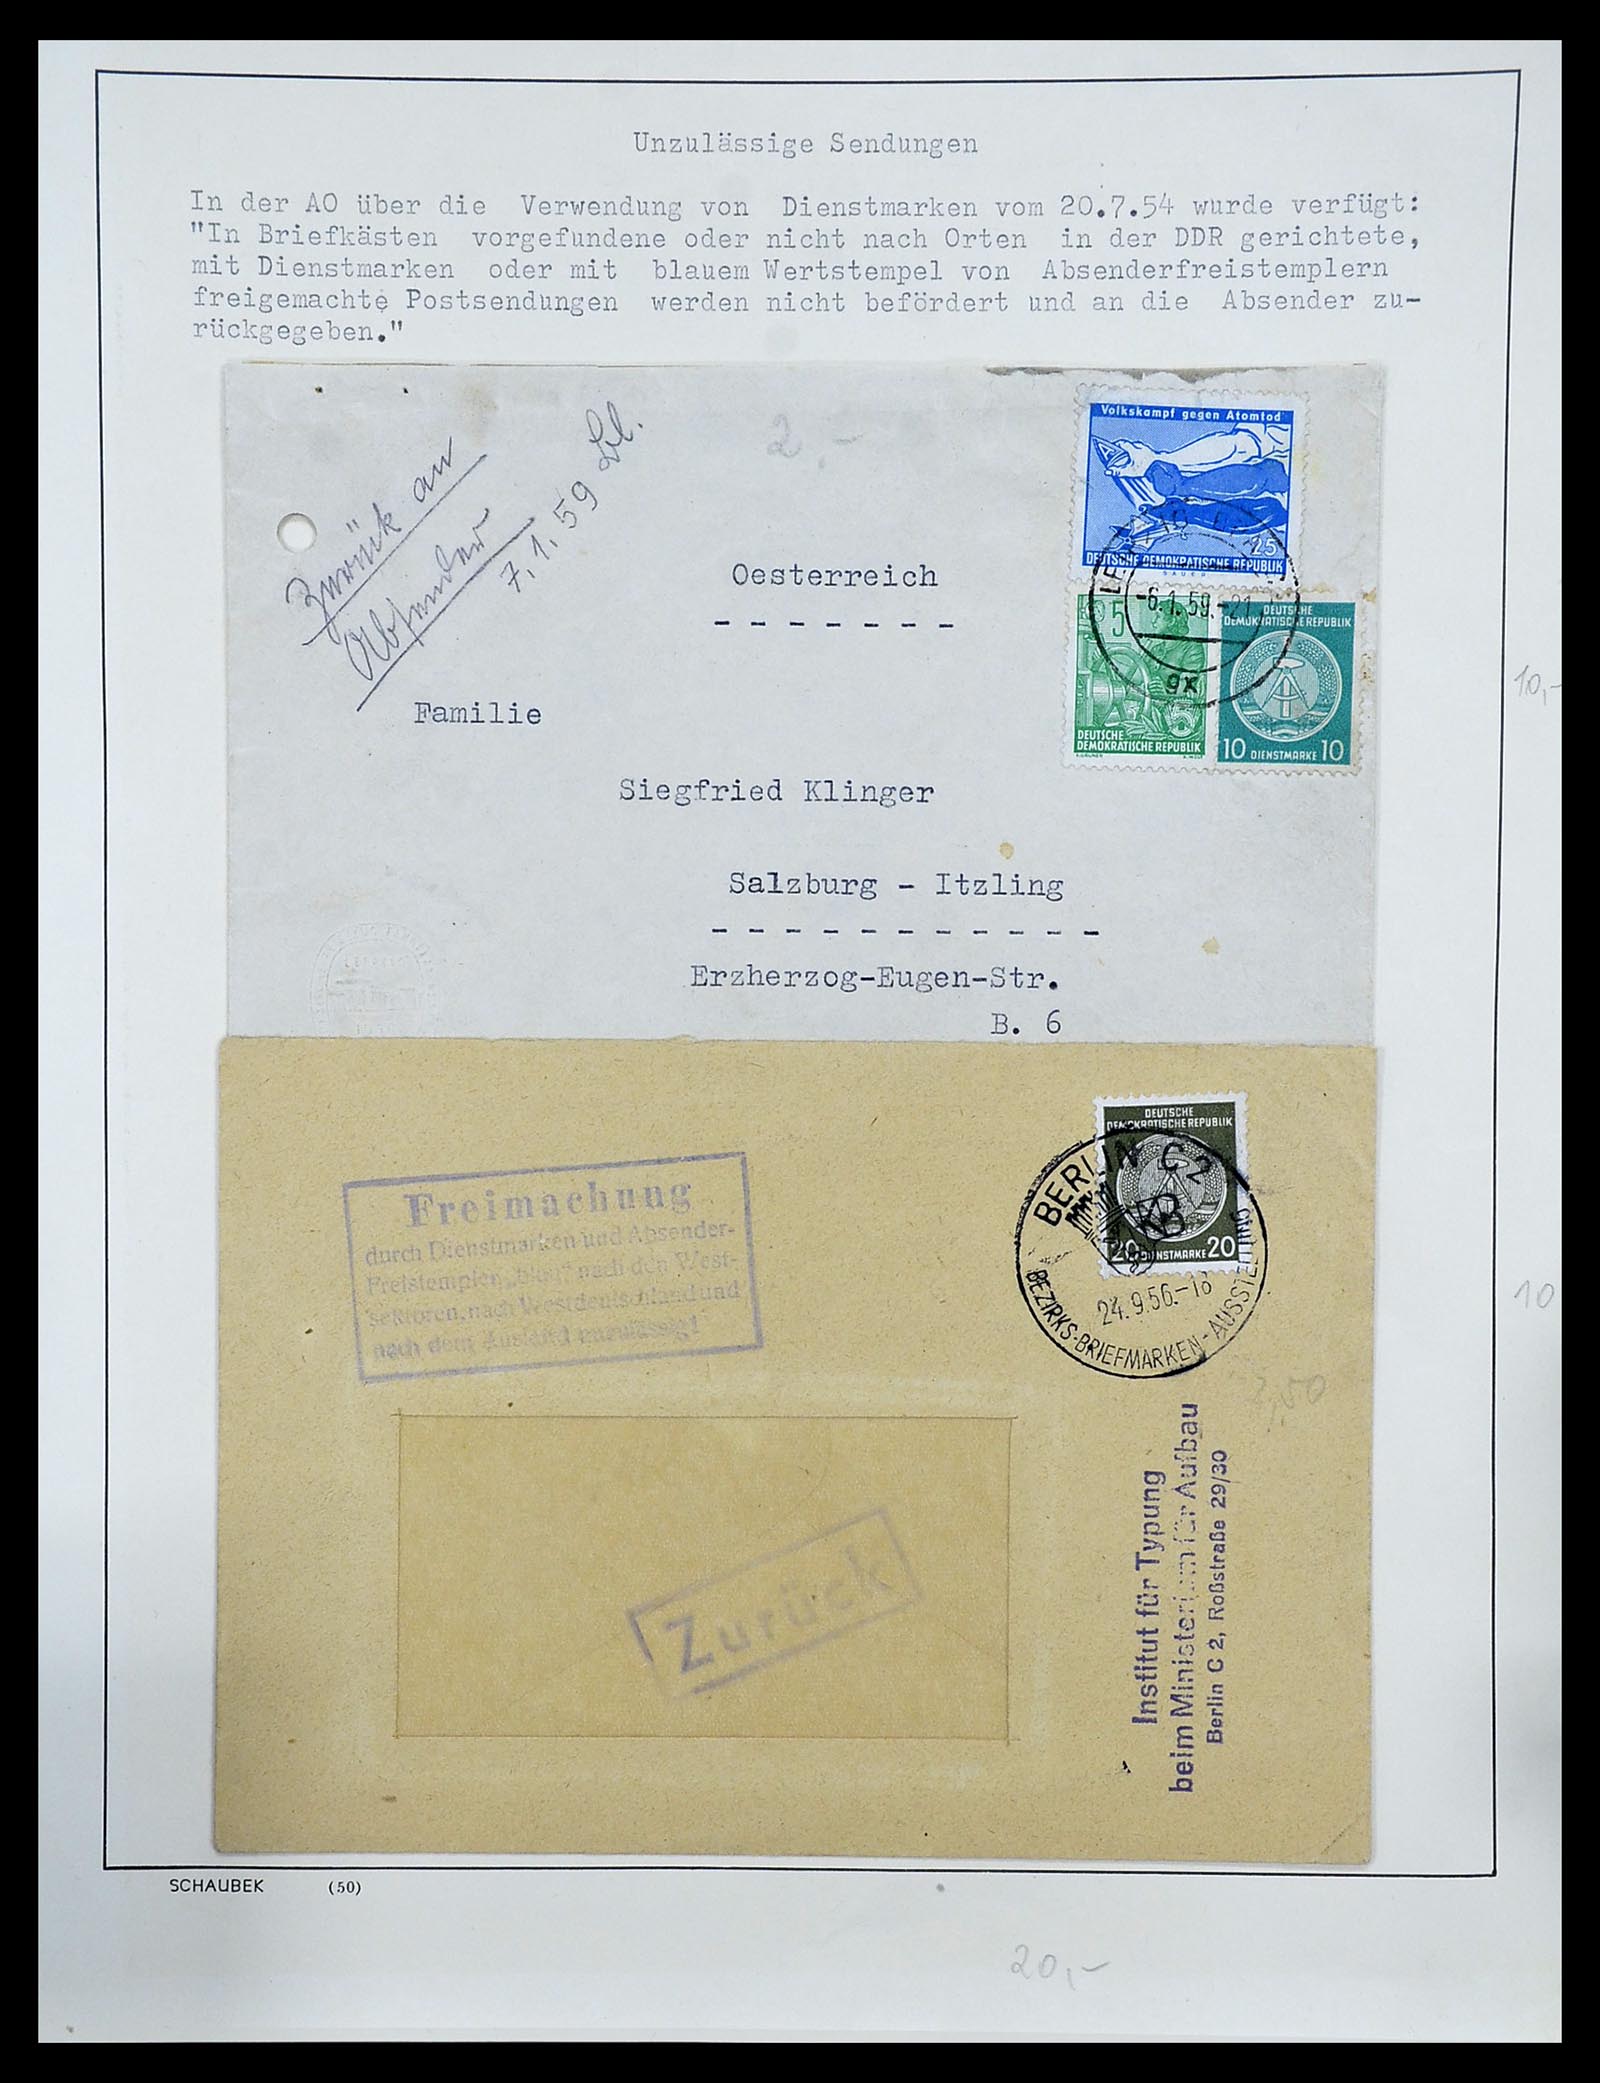 Unzulässige Sendungen
In der AO über die Verwendung von Dienstmarken vom 20.7.54 wurde verfügt:
"In Briefkästen vorgefundene oder nicht nach Orten in der DDR gerichtete,
mit Dienstmarken oder mit blauem Wertstempel von Absenderfreistemplern
freigemachte Postsendungen werden nicht befördert und an die Absender zu-
rückgegeben."
Zurück an
Absender
7.1.59
2.-
Volkskampf gegen Atomtod
25
DEUTSCHE DEMOKRATISCHE REPUBLIK
SAUER
-6.1.59.-21
gx
5
DEUTSCHE
DEMOKRATISCHE REPUBLIK
DEUTSCHE
DEMOKRATISCHE REPUBLIK
10 DIENSTMARKE 10
Oesterreich
Familie
Siegfried Klinger
Salzburg - Itzling
Erzherzog-Eugen-Str.
B. 6
10,-
Freimachung
durch Dienstmarken und Absender-
Freistempler „blau" nach den West-
sektoren, nach Westdeutschland und
nach dem Ausland unzulässig!
DEUTSCHE
DEMOKRATISCHE REPUBLIK
20 DIENSTMARKE 20
BERLIN C 2
24.9.56.-18
BEZIRKS-BRIEFMARKEN-AUSSTELLUNG
10
Zurück
Institut für Typung
beim Ministerium für Aufbau
Berlin C 2, Roßstraße 29/30
SCHAUBEK (50)
20,-